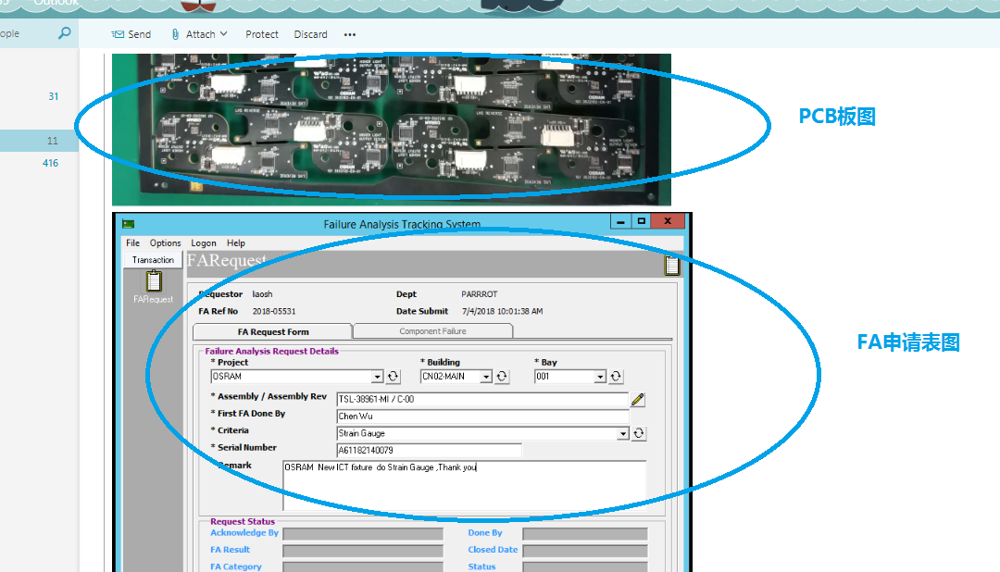 Outlook
ople
Send Attach Protect Discard •••
31
11
416
PCB板图
LHS REVERSE
OSRAM
Failure Analysis Tracking System
File Options Logon Help
Transaction
FARequest
FARequest
Requestor liaosh Dept PARRROT
FA Ref No 2018-05531 Date Submit 7/4/2018 10:01:38 AM
FA Request Form Component Failure
FA申请表图
Failure Analysis Request Details
* Project * Building * Bay
OSRAM CN02-MAIN 001
* Assembly / Assembly Rev TSL-38961-MI / C-00
* First FA Done By Chen Wu
* Criteria Strain Gauge
* Serial Number A61182140079
Remark OSRAM New ICT fixture do Strain Gauge ,Thank you
Request Status
Acknowledge By Done By
FA Result Closed Date
FA Category Status